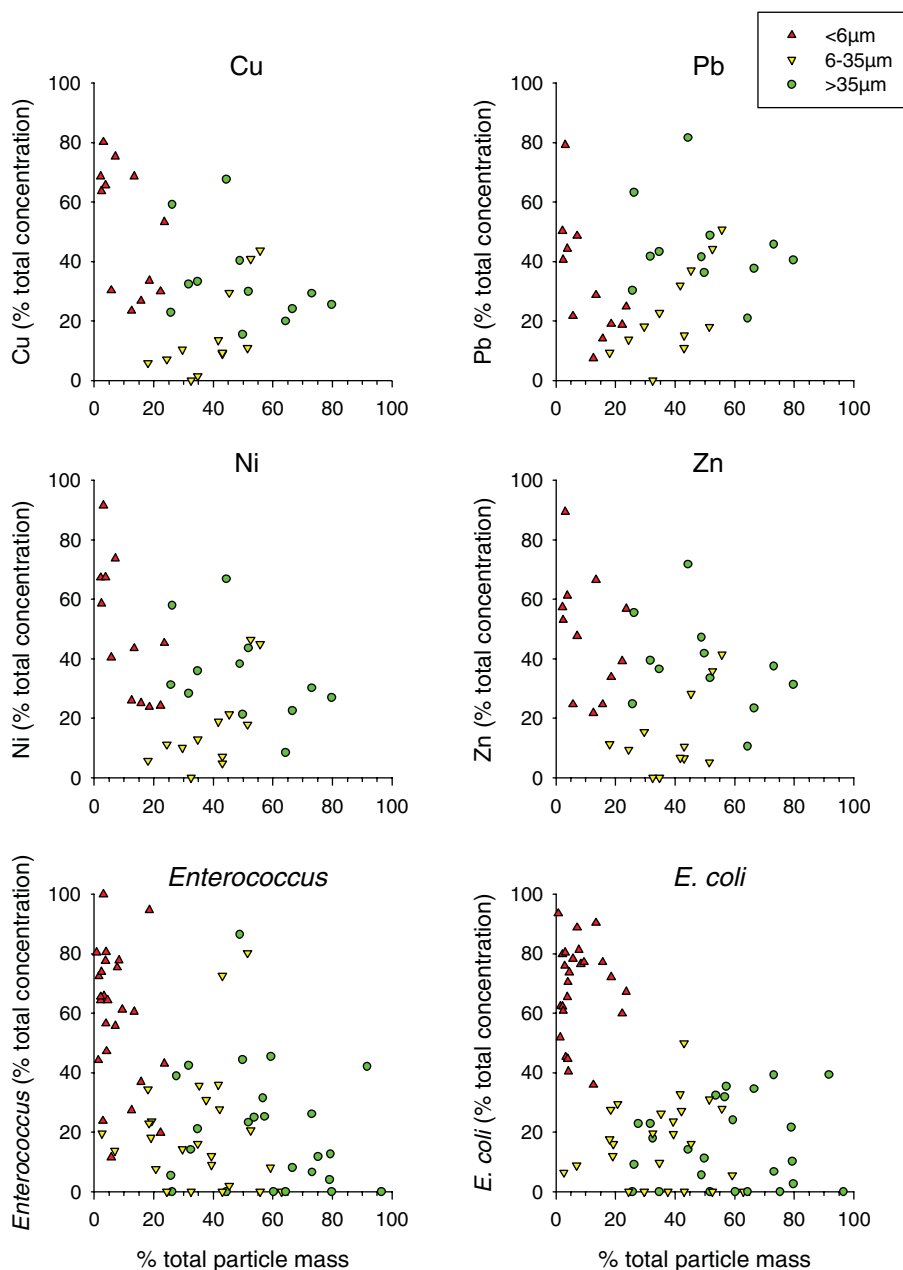 <6µm
6-35µm
>35µm
Cu
Pb
100
80
60
40
20
0
Cu (% total concentration)
0 20 40 60 80 100
100
80
60
40
20
0
Pb (% total concentration)
0 20 40 60 80 100
Ni
Zn
100
80
60
40
20
0
Ni (% total concentration)
0 20 40 60 80 100
100
80
60
40
20
0
Zn (% total concentration)
0 20 40 60 80 100
Enterococcus
E. coli
100
80
60
40
20
0
Enterococcus (% total concentration)
0 20 40 60 80 100
% total particle mass
100
80
60
40
20
0
E. coli (% total concentration)
0 20 40 60 80 100
% total particle mass